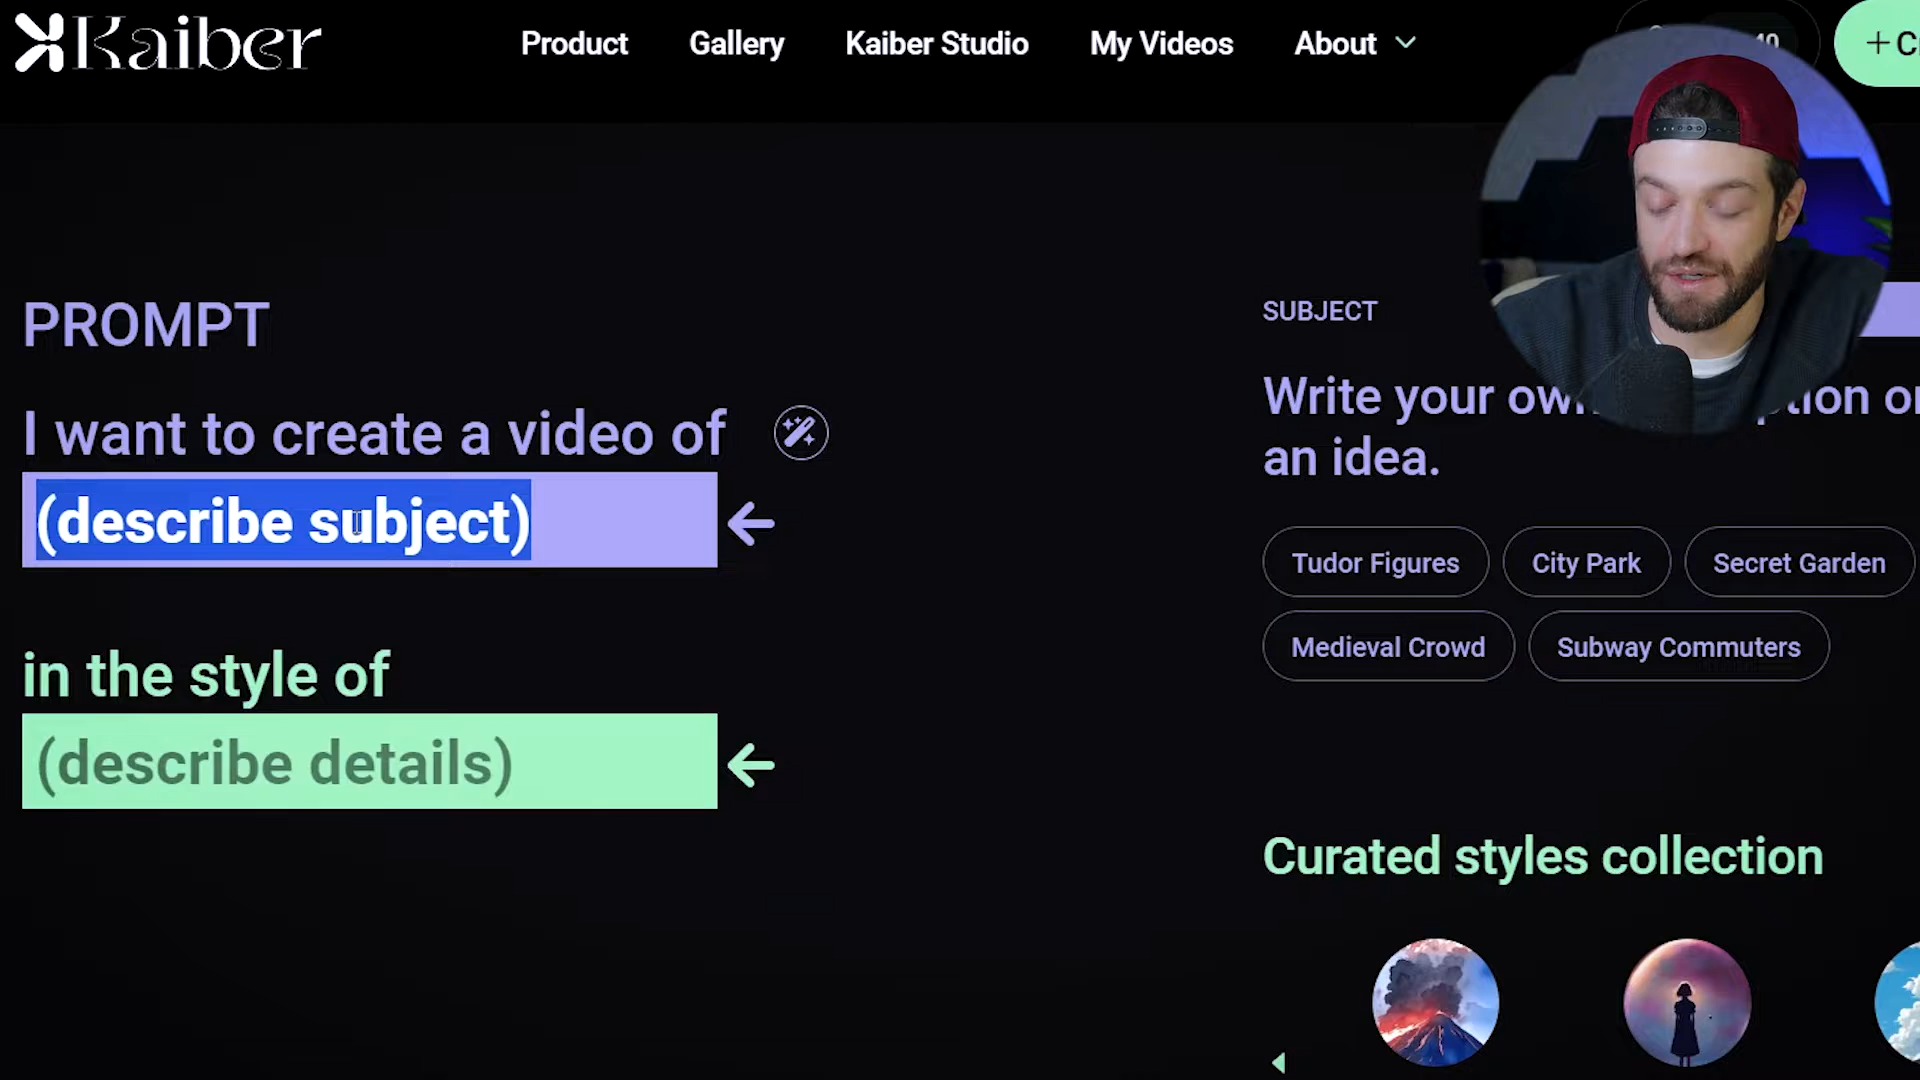 Kaiber
Product
Gallery
Kaiber Studio
My Videos
About
PROMPT
I want to create a video of
(describe subject)
in the style of
(describe details)
SUBJECT
Write your
an idea.
Tudor Figures
City Park
Secret Garden
Medieval Crowd
Subway Commuters
Curated styles collection